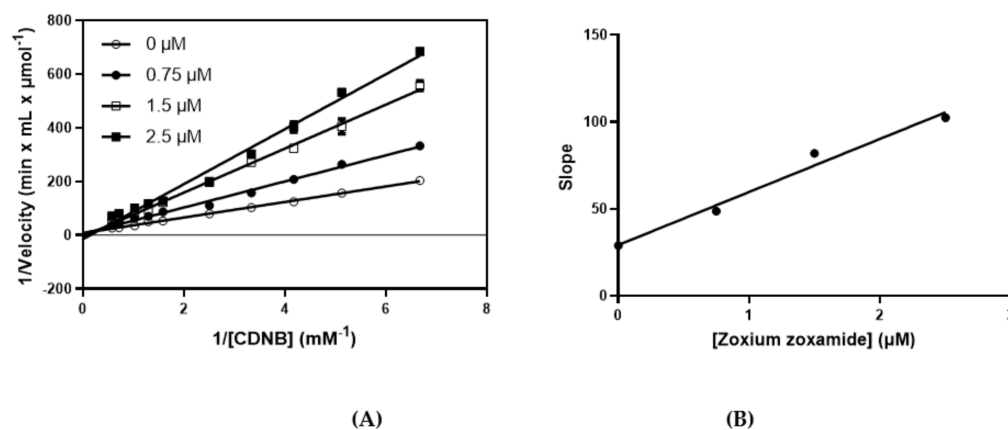 800
600
400
200
0
-200
0 µM
0.75 µM
1.5 µM
2.5 µM
0 2 4 6 8
1/Velocity (min x mL x µmol⁻¹)
1/[CDNB] (mM⁻¹)
150
100
50
0
0 1 2
Slope
[Zoxium zoxamide] (µM)
(A) (B)